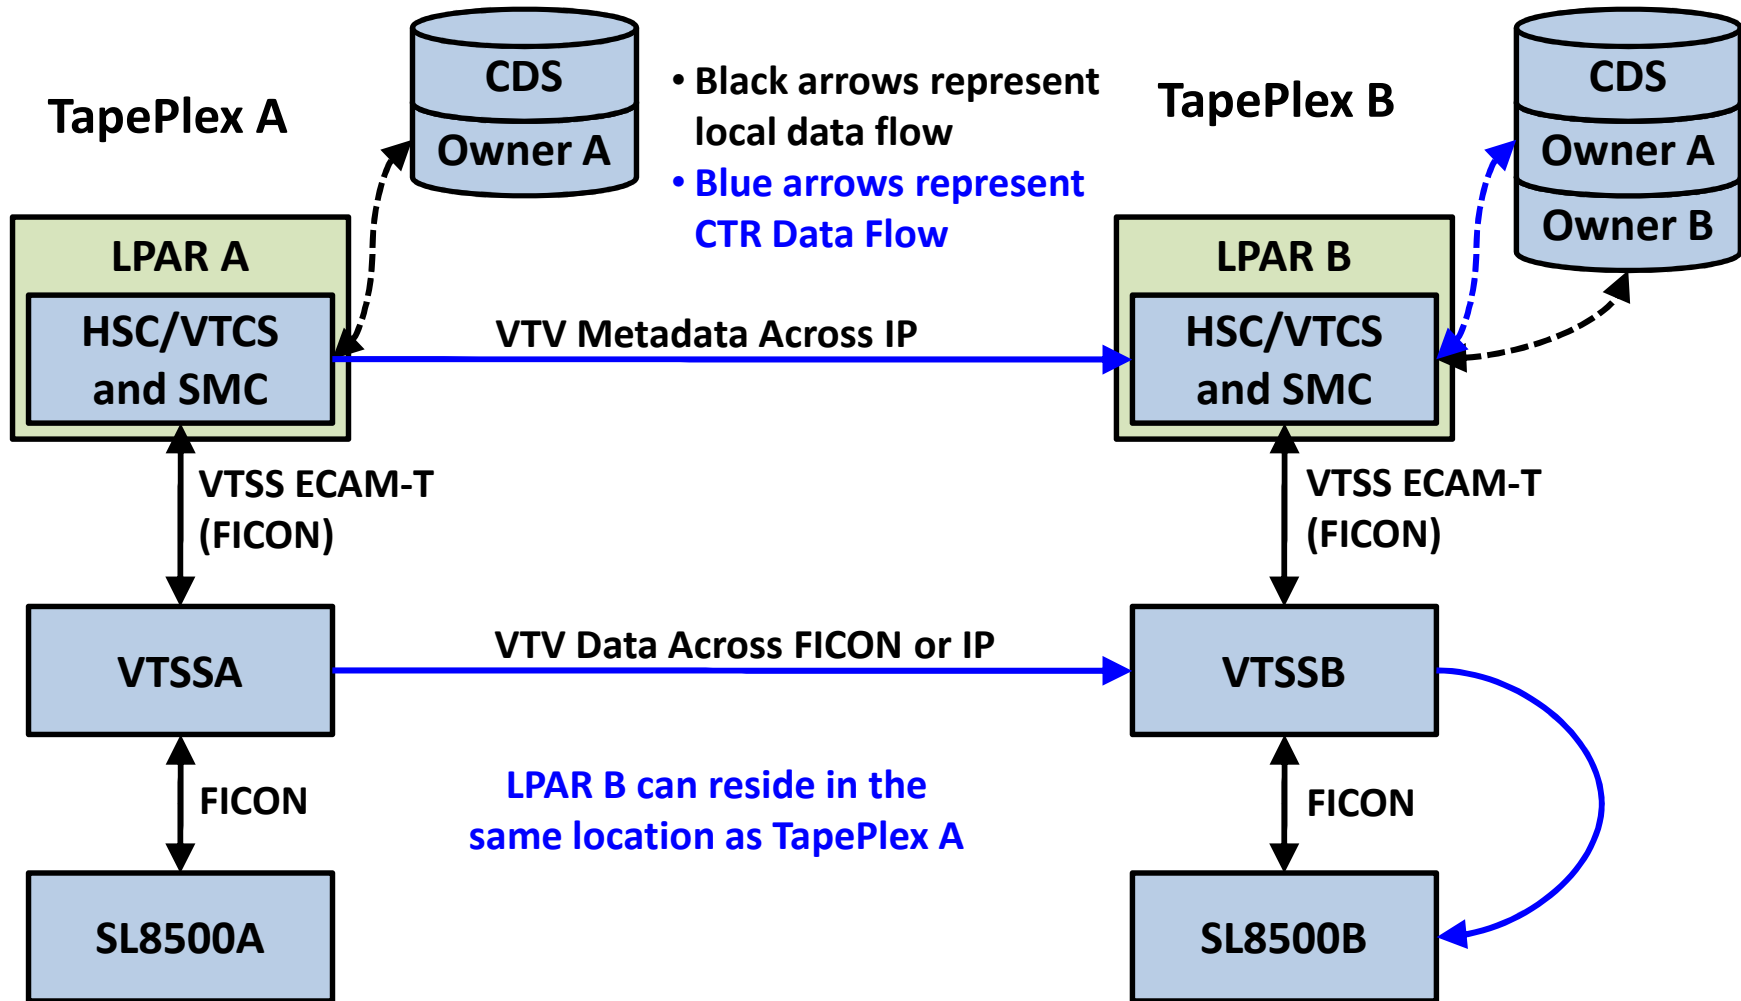 TapePlex A
CDS
Owner A
• Black arrows represent
local data flow
• Blue arrows represent
CTR Data Flow
TapePlex B
CDS
Owner A
Owner B
LPAR A
HSC/VTCS
and SMC
VTV Metadata Across IP
LPAR B
HSC/VTCS
and SMC
VTSS ECAM-T
(FICON)
VTSS ECAM-T
(FICON)
VTSSA
VTV Data Across FICON or IP
VTSSB
FICON
LPAR B can reside in the
same location as TapePlex A
FICON
SL8500A
SL8500B